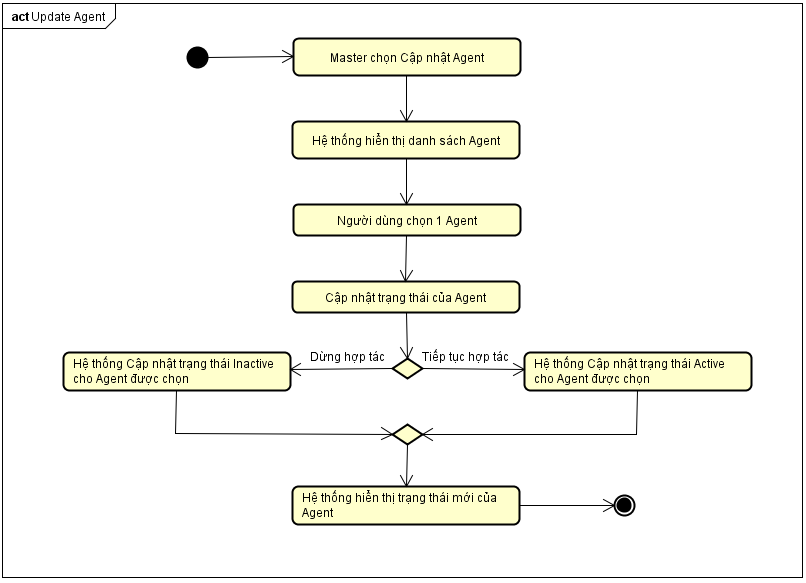 act Update Agent
Master chọn Cập nhật Agent
Hệ thống hiển thị danh sách Agent
Người dùng chọn 1 Agent
Cập nhật trạng thái của Agent
Dừng hợp tác
Tiếp tục hợp tác
Hệ thống Cập nhật trạng thái Inactive
cho Agent được chọn
Hệ thống Cập nhật trạng thái Active
cho Agent được chọn
Hệ thống hiển thị trạng thái mới của
Agent